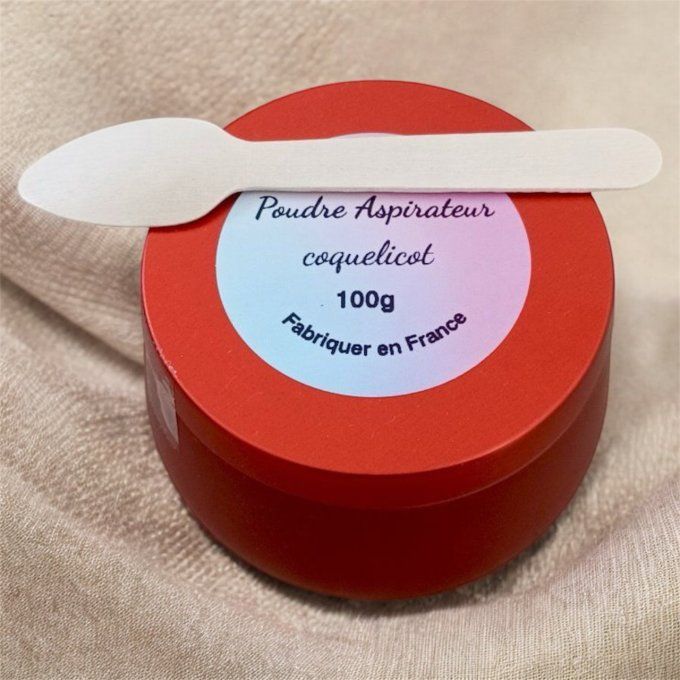 Poudre Aspirateur
coquelicot
100g
Fabriquer en France